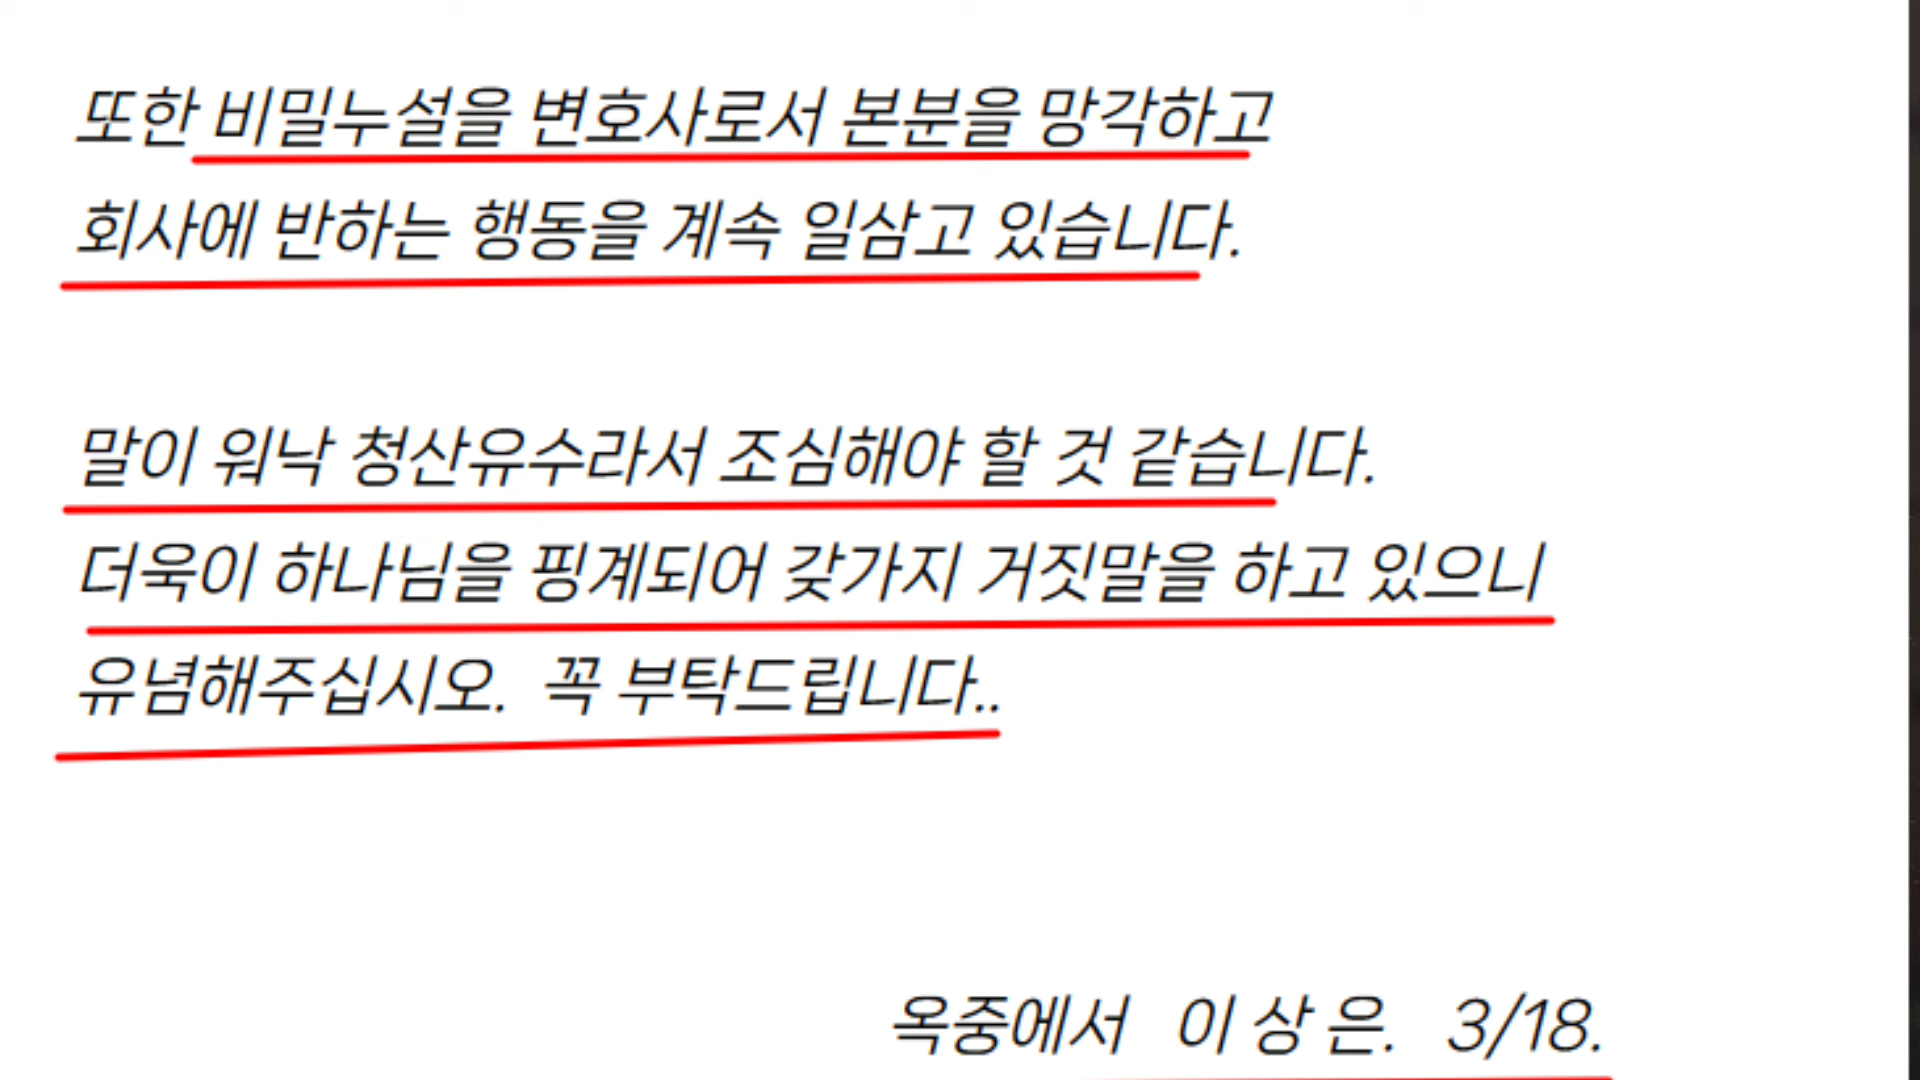 또한 비밀누설을 변호사로서 본분을 망각하고
회사에 반하는 행동을 계속 일삼고 있습니다.
말이 워낙 청산유수라서 조심해야 할 것 같습니다.
더욱이 하나님을 핑계되어 갖가지 거짓말을 하고 있으니
유념해주십시오. 꼭 부탁드립니다..
옥중에서 이 상 은. 3/18.